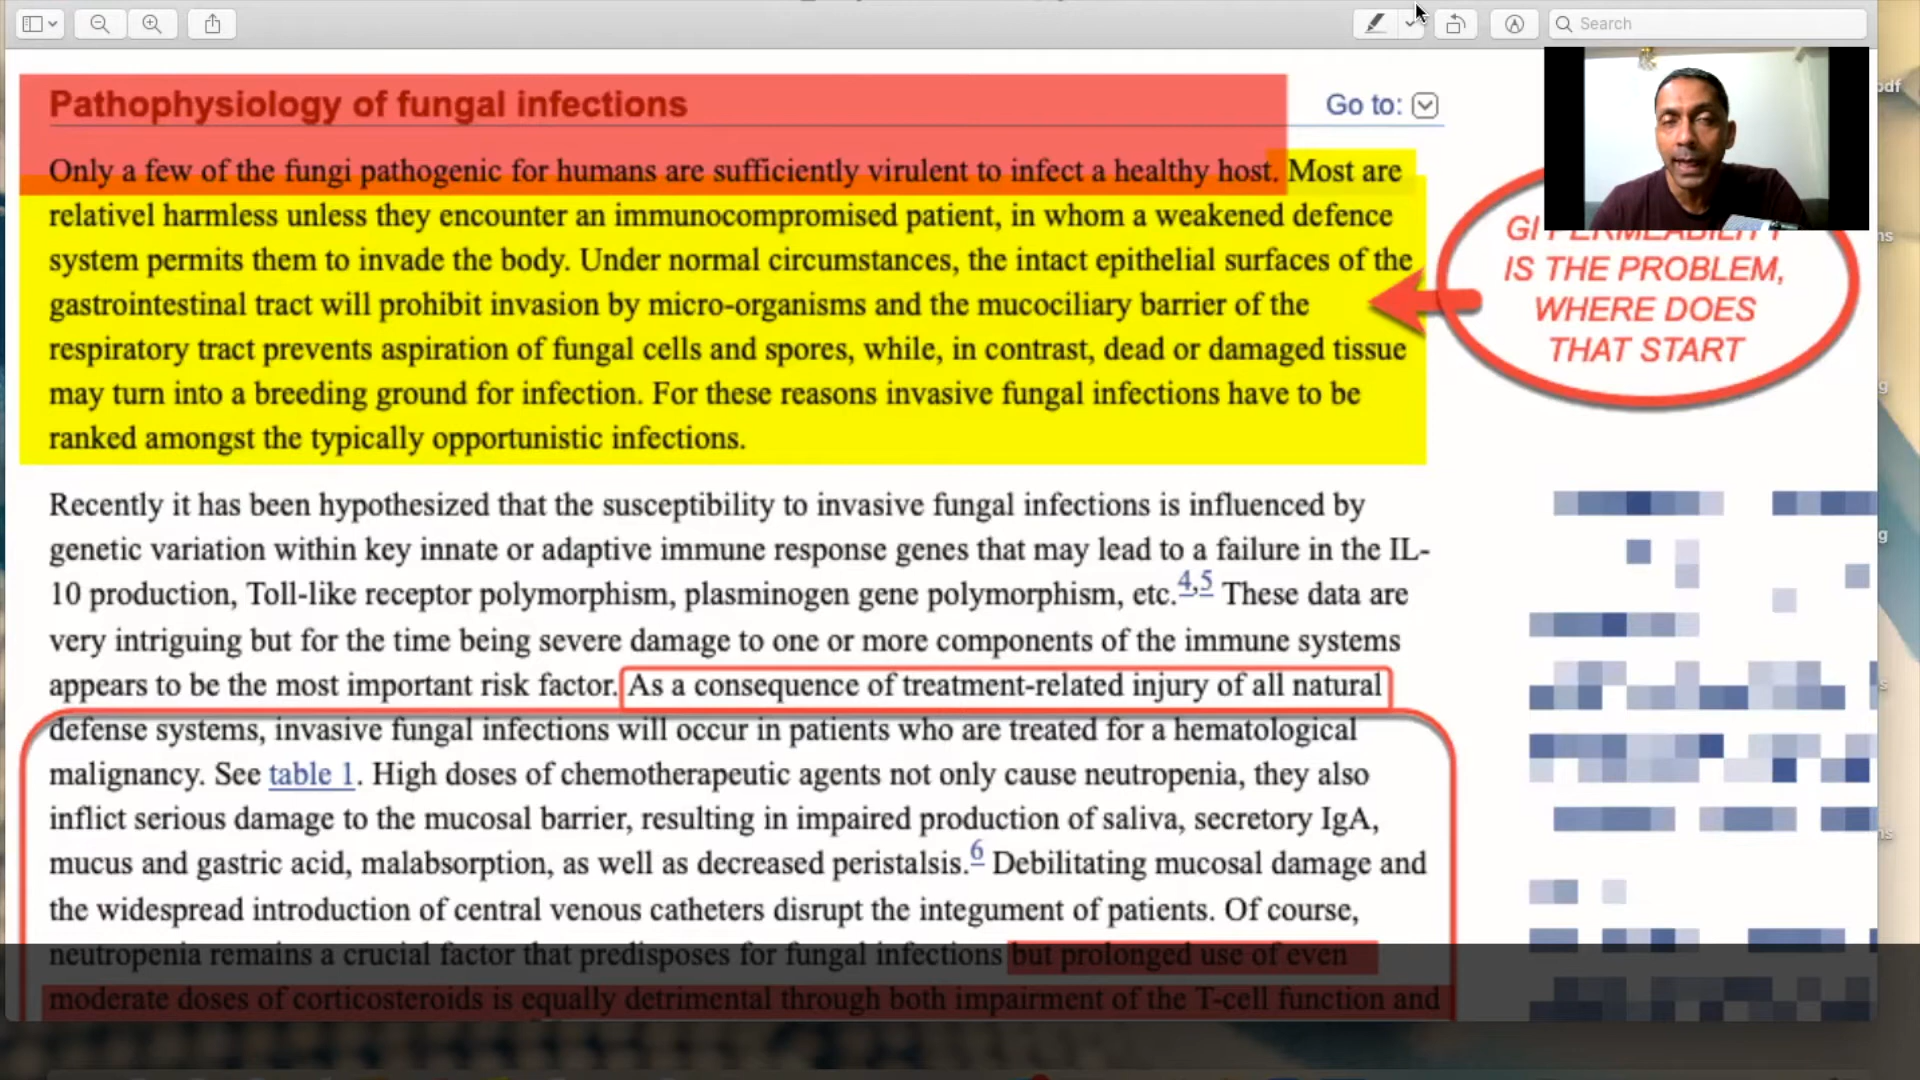 Search
Pathophysiology of fungal infections
Go to:
Only a few of the fungi pathogenic for humans are sufficiently virulent to infect a healthy host. Most are
relativel harmless unless they encounter an immunocompromised patient, in whom a weakened defence
system permits them to invade the body. Under normal circumstances, the intact epithelial surfaces of the
gastrointestinal tract will prohibit invasion by micro-organisms and the mucociliary barrier of the
respiratory tract prevents aspiration of fungal cells and spores, while, in contrast, dead or damaged tissue
may turn into a breeding ground for infection. For these reasons invasive fungal infections have to be
ranked amongst the typically opportunistic infections.
GI PERMEABILITY
IS THE PROBLEM,
WHERE DOES
THAT START
Recently it has been hypothesized that the susceptibility to invasive fungal infections is influenced by
genetic variation within key innate or adaptive immune response genes that may lead to a failure in the IL-
10 production, Toll-like receptor polymorphism, plasminogen gene polymorphism, etc.4,5 These data are
very intriguing but for the time being severe damage to one or more components of the immune systems
appears to be the most important risk factor. As a consequence of treatment-related injury of all natural
defense systems, invasive fungal infections will occur in patients who are treated for a hematological
malignancy. See table 1. High doses of chemotherapeutic agents not only cause neutropenia, they also
inflict serious damage to the mucosal barrier, resulting in impaired production of saliva, secretory IgA,
mucus and gastric acid, malabsorption, as well as decreased peristalsis.6 Debilitating mucosal damage and
the widespread introduction of central venous catheters disrupt the integument of patients. Of course,
neutropenia remains a crucial factor that predisposes for fungal infections but prolonged use of even
moderate doses of corticosteroids is equally detrimental through both impairment of the T-cell function and